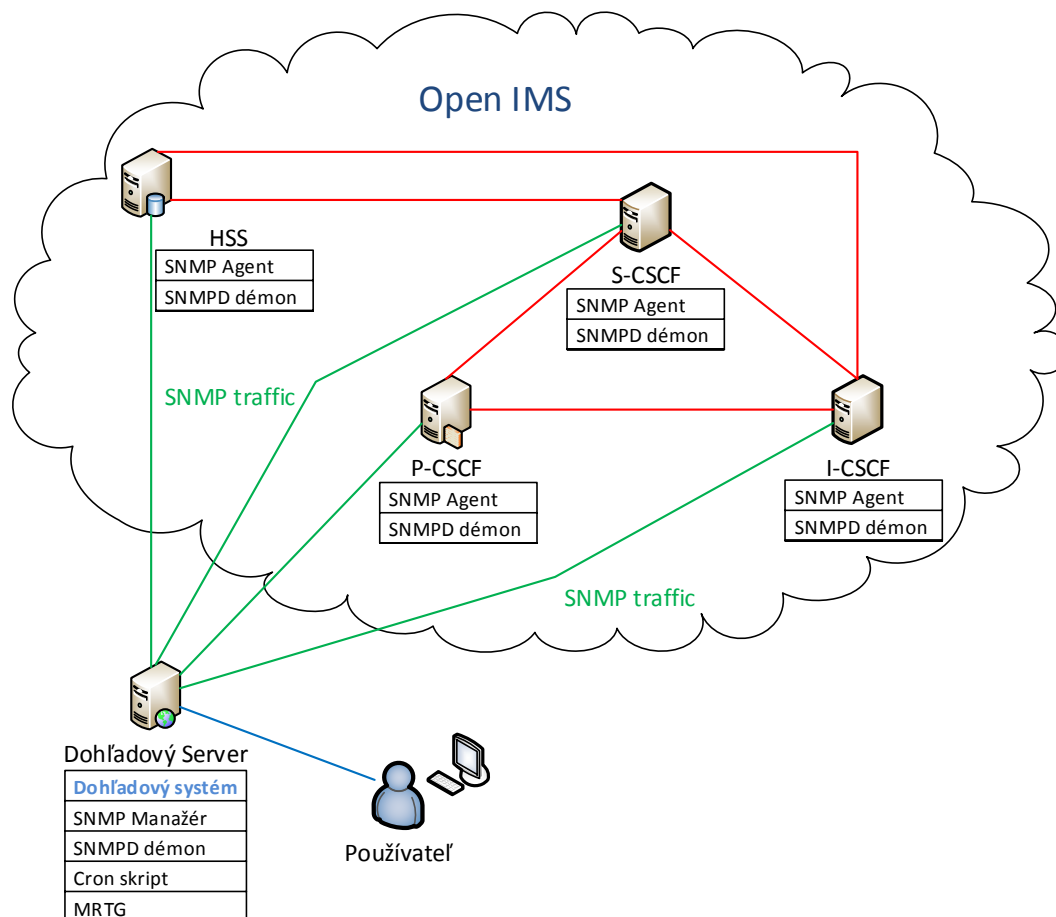 Open IMS
HSS
SNMP Agent
SNMPD démon
S-CSCF
SNMP Agent
SNMPD démon
SNMP traffic
P-CSCF
SNMP Agent
SNMPD démon
I-CSCF
SNMP Agent
SNMPD démon
SNMP traffic
Dohľadový Server
Dohľadový systém
SNMP Manažér
SNMPD démon
Cron skript
MRTG
Používateľ